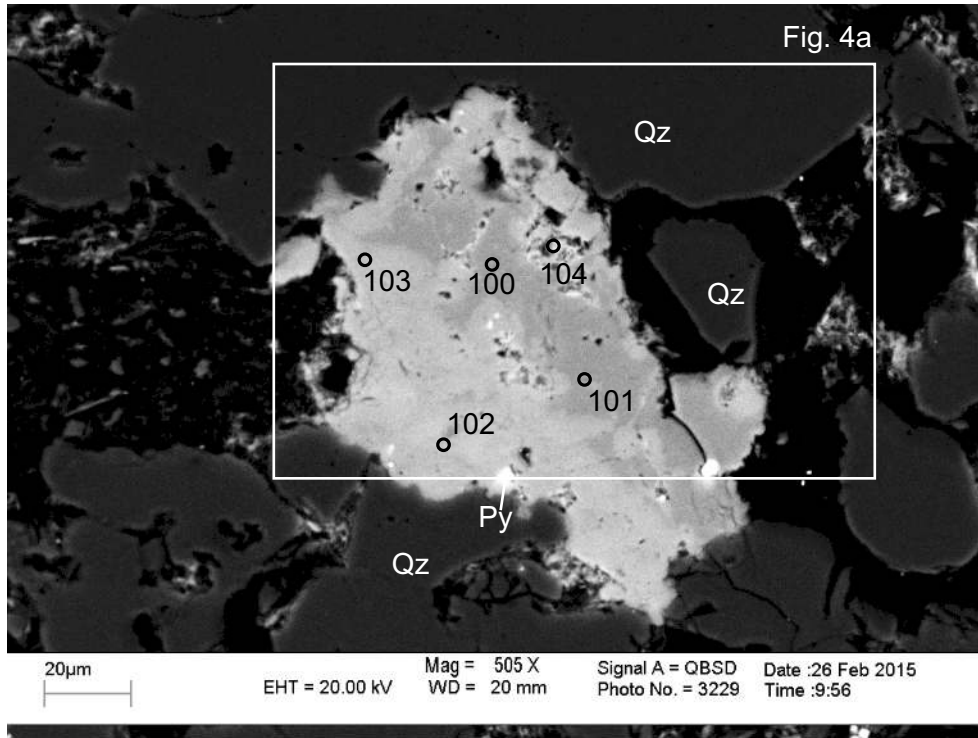 Fig. 4a
Qz
103
100
104
Qz
101
102
Py
Qz
20µm
EHT = 20.00 kV
Mag = 505 X
WD = 20 mm
Signal A = QBSD
Photo No. = 3229
Date :26 Feb 2015
Time :9:56